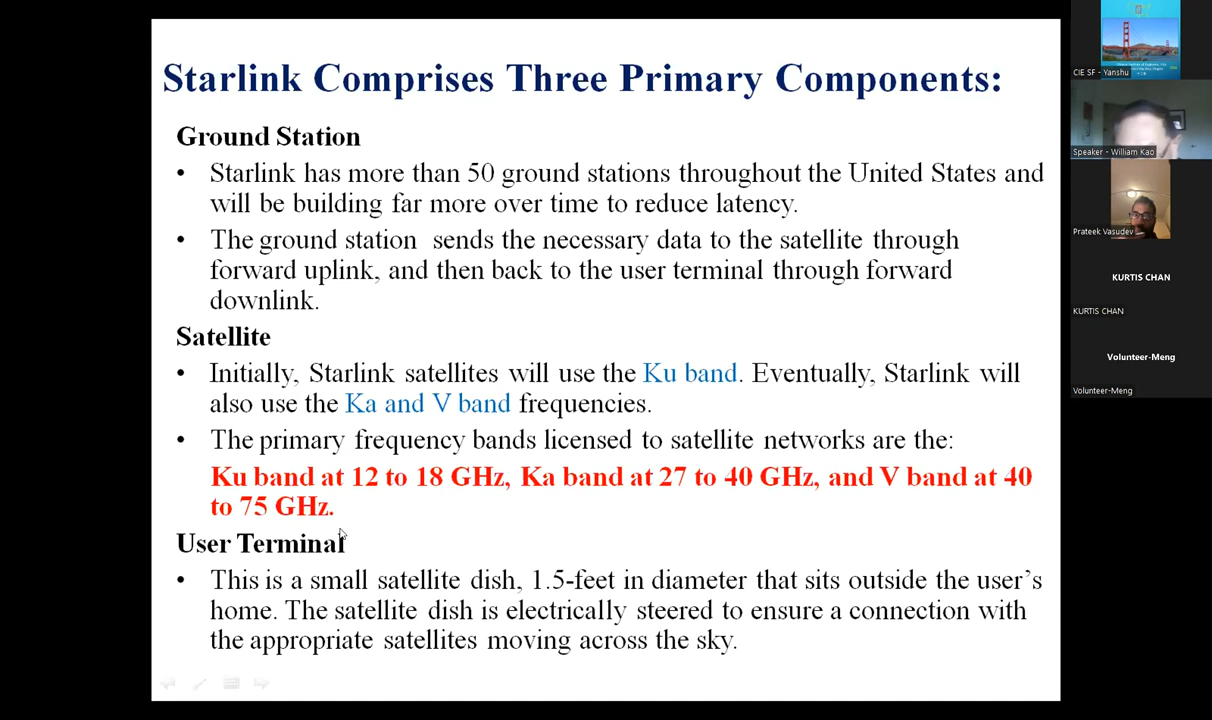 Starlink Comprises Three Primary Components:
Ground Station
• Starlink has more than 50 ground stations throughout the United States and
will be building far more over time to reduce latency.
• The ground station sends the necessary data to the satellite through
forward uplink, and then back to the user terminal through forward
downlink.
Satellite
• Initially, Starlink satellites will use the Ku band. Eventually, Starlink will
also use the Ka and V band frequencies.
• The primary frequency bands licensed to satellite networks are the:
Ku band at 12 to 18 GHz, Ka band at 27 to 40 GHz, and V band at 40
to 75 GHz.
User Terminal
• This is a small satellite dish, 1.5-feet in diameter that sits outside the user's
home. The satellite dish is electrically steered to ensure a connection with
the appropriate satellites moving across the sky.
CIE SF - Yanshu
Speaker - William Kao
Prateek Vasudev
KURTIS CHAN
KURTIS CHAN
Volunteer-Meng
Volunteer-Meng